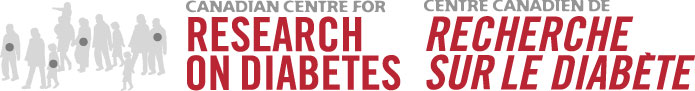 CANADIAN CENTRE FOR
RESEARCH
ON DIABETES
CENTRE CANADIEN DE
RECHERCHE
SUR LE DIABÈTE